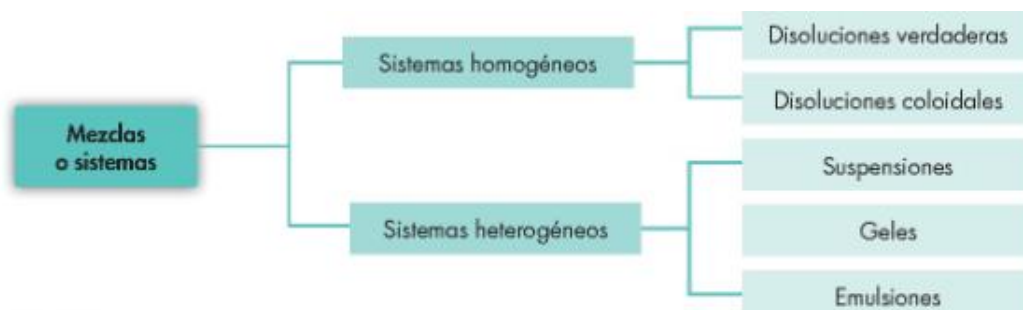 Mezclas
o sistemas
Sistemas homogéneos
Disoluciones verdaderas
Disoluciones coloidales
Sistemas heterogéneos
Suspensiones
Geles
Emulsiones